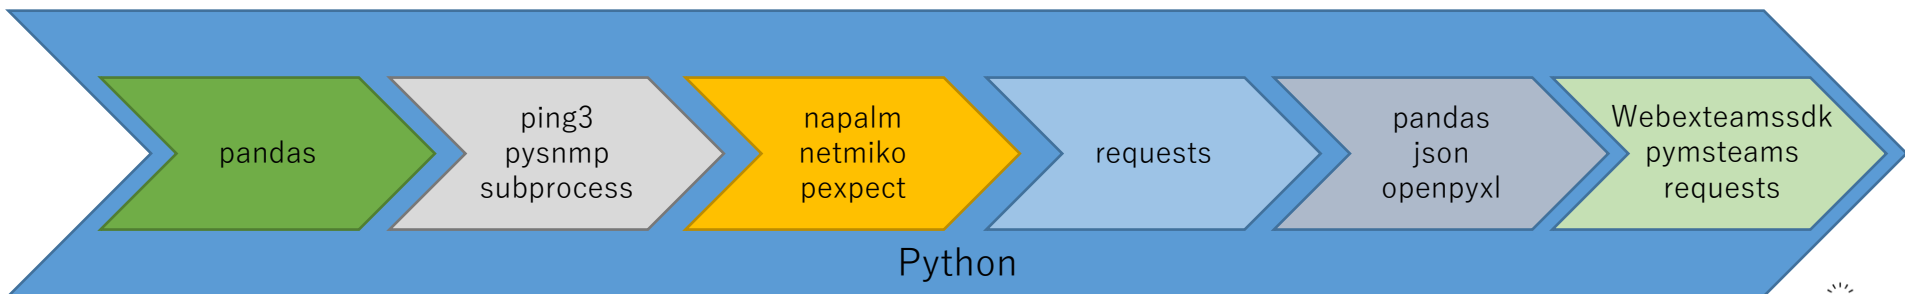 pandas
ping3
pysnmp
subprocess
napalm
netmiko
pexpect
requests
pandas
json
openpyxl
Webexteamssdk
pymsteams
requests
Python